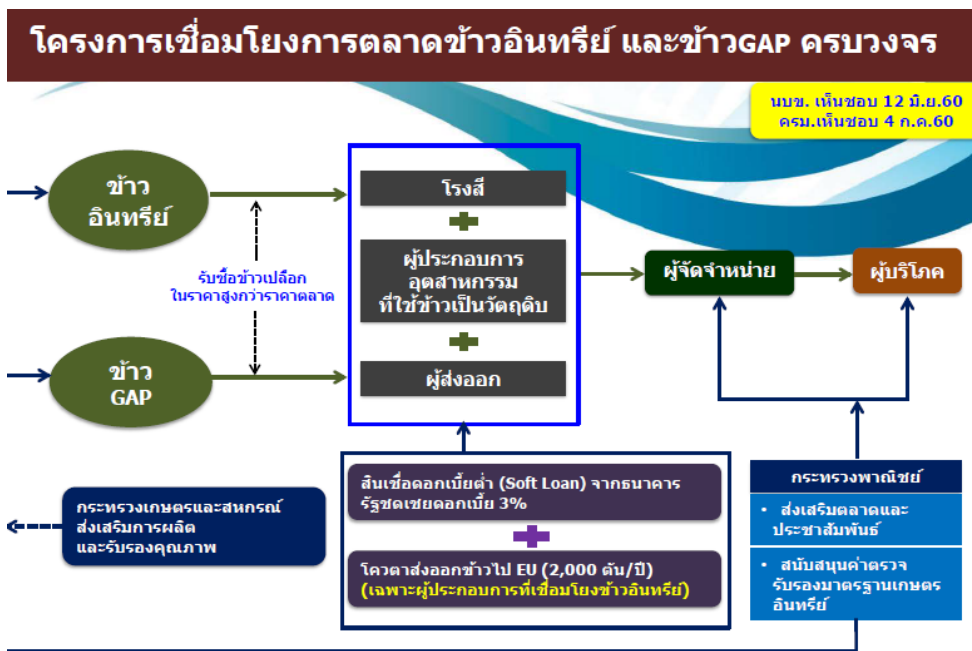 โครงการเชื่อมโยงการตลาดข้าวอินทรีย์ และข้าวGAP ครบวงจร
นบข. เห็นชอบ 12 มิ.ย.60
ครม.เห็นชอบ 4 ก.ค.60
ข้าว
อินทรีย์
โรงสี
รับซื้อข้าวเปลือก
ในราคาสูงกว่าราคาตลาด
ผู้ประกอบการ
อุตสาหกรรม
ที่ใช้ข้าวเป็นวัตถุดิบ
ผู้จัดจำหน่าย
ผู้บริโภค
ข้าว
GAP
ผู้ส่งออก
กระทรวงเกษตรและสหกรณ์
ส่งเสริมการผลิต
และรับรองคุณภาพ
สินเชื่อดอกเบี้ยต่ำ (Soft Loan) จากธนาคาร
รัฐชดเชยดอกเบี้ย 3%
โควตาส่งออกข้าวไป EU (2,000 ตัน/ปี)
(เฉพาะผู้ประกอบการที่เชื่อมโยงข้าวอินทรีย์)
กระทรวงพาณิชย์
• ส่งเสริมตลาดและ
ประชาสัมพันธ์
• สนับสนุนค่าตรวจ
รับรองมาตรฐานเกษตร
อินทรีย์